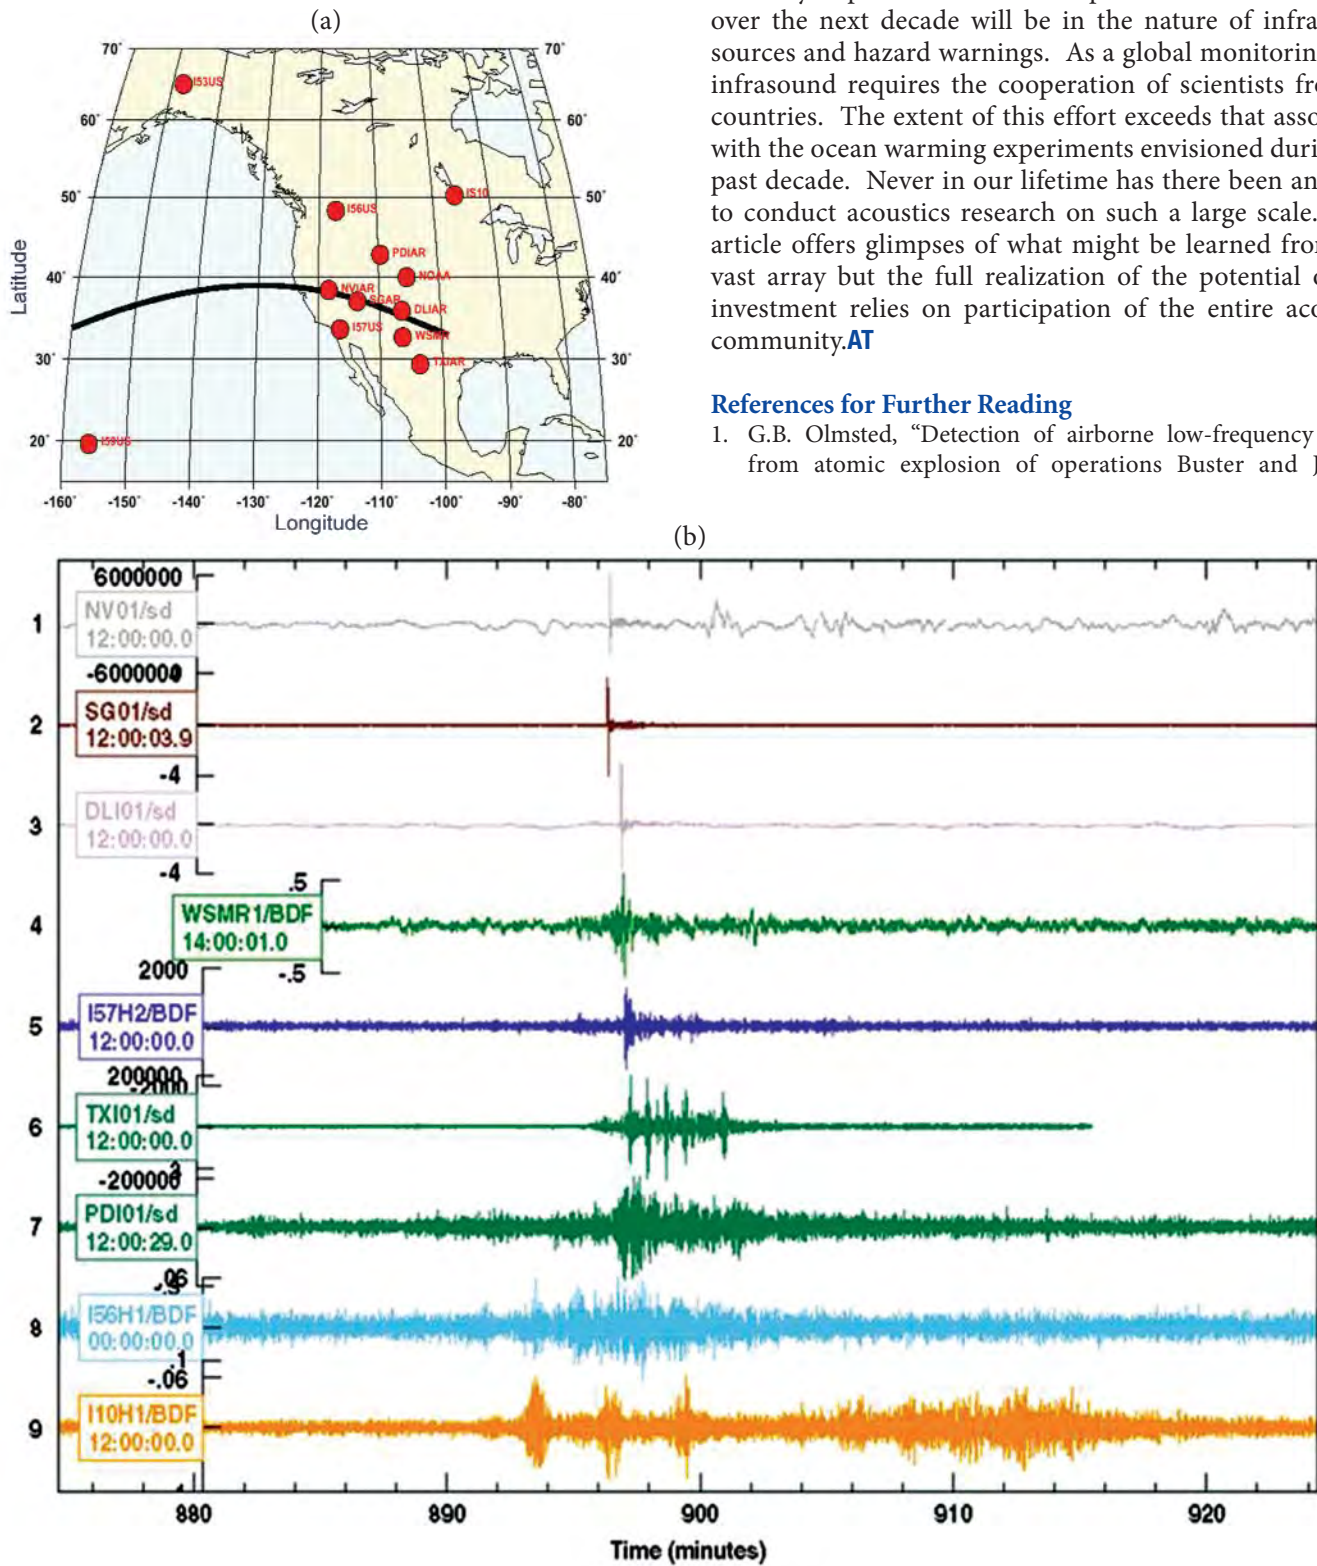 (a)
70°
70°
60°
60°
50°
50°
40°
40°
30°
30°
20°
20°
-160°
-150°
-140°
-130°
-120°
-110°
-100°
-90°
-80°
Latitude
Longitude
I53US
IS10
I56US
PDIAR
NOAA
NVIAR
SGAR
DLIAR
I57US
WSMR
TXIAR
I59US
over the next decade will be in the nature of infra
sources and hazard warnings. As a global monitorin
infrasound requires the cooperation of scientists fr
countries. The extent of this effort exceeds that asso
with the ocean warming experiments envisioned duri
past decade. Never in our lifetime has there been an
to conduct acoustics research on such a large scale.
article offers glimpses of what might be learned from
vast array but the full realization of the potential
investment relies on participation of the entire aco
community.AT
References for Further Reading
1. G.B. Olmsted, “Detection of airborne low-frequency
from atomic explosion of operations Buster and J
(b)
6000000
1
NV01/sd
12:00:00.0
-6000000
2
SG01/sd
12:00:03.9
-4
3
DLI01/sd
12:00:00.0
-4
.5
4
WSMR1/BDF
14:00:01.0
-.5
2000
5
I57H2/BDF
12:00:00.0
200000
-2000
6
TXI01/sd
12:00:00.0
-200000
7
PDI01/sd
12:00:29.0
.06
8
I56H1/BDF
00:00:00.0
.1
-.06
9
I10H1/BDF
12:00:00.0
880
890
900
910
920
Time (minutes)